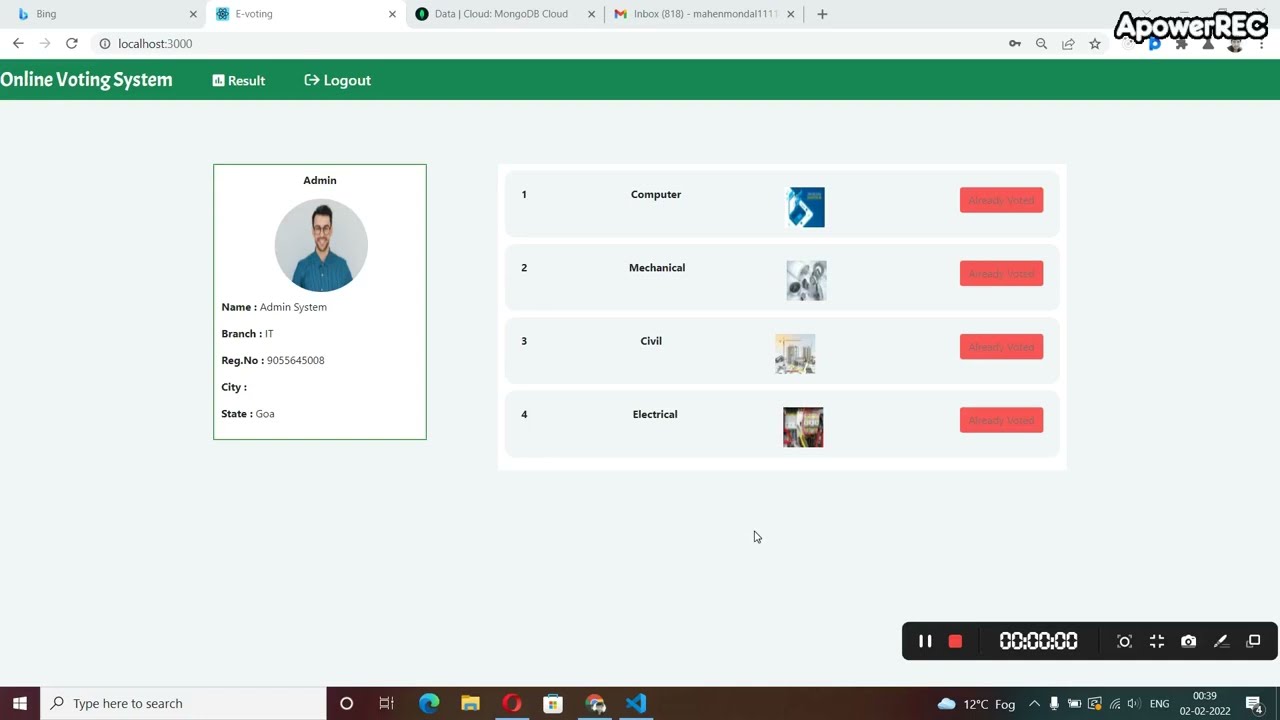 Bing
E-voting
Data | Cloud: MongoDB Cloud
Inbox (818) - mahenmondal1111
ApowerREC
localhost:3000
Online Voting System
Result
Logout
Admin
Name : Admin System
Branch : IT
Reg.No : 9055645008
City :
State : Goa
1 Computer Already Voted
2 Mechanical Already Voted
3 Civil Already Voted
4 Electrical Already Voted
00:00:00
Type here to search
12°C Fog
ENG
00:39
02-02-2022
4